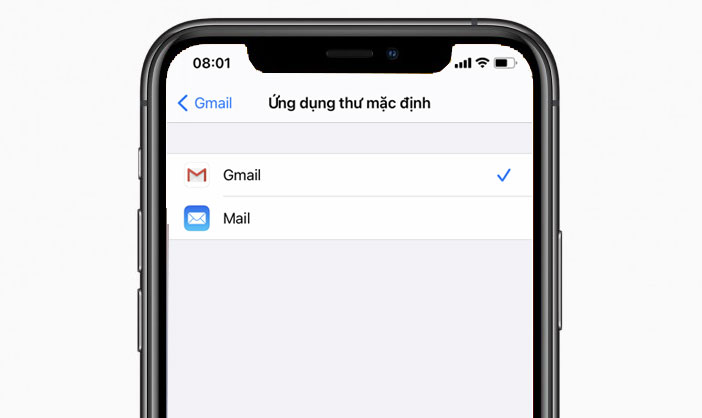 08:01
Gmail
Ứng dụng thư mặc định
Gmail
Mail